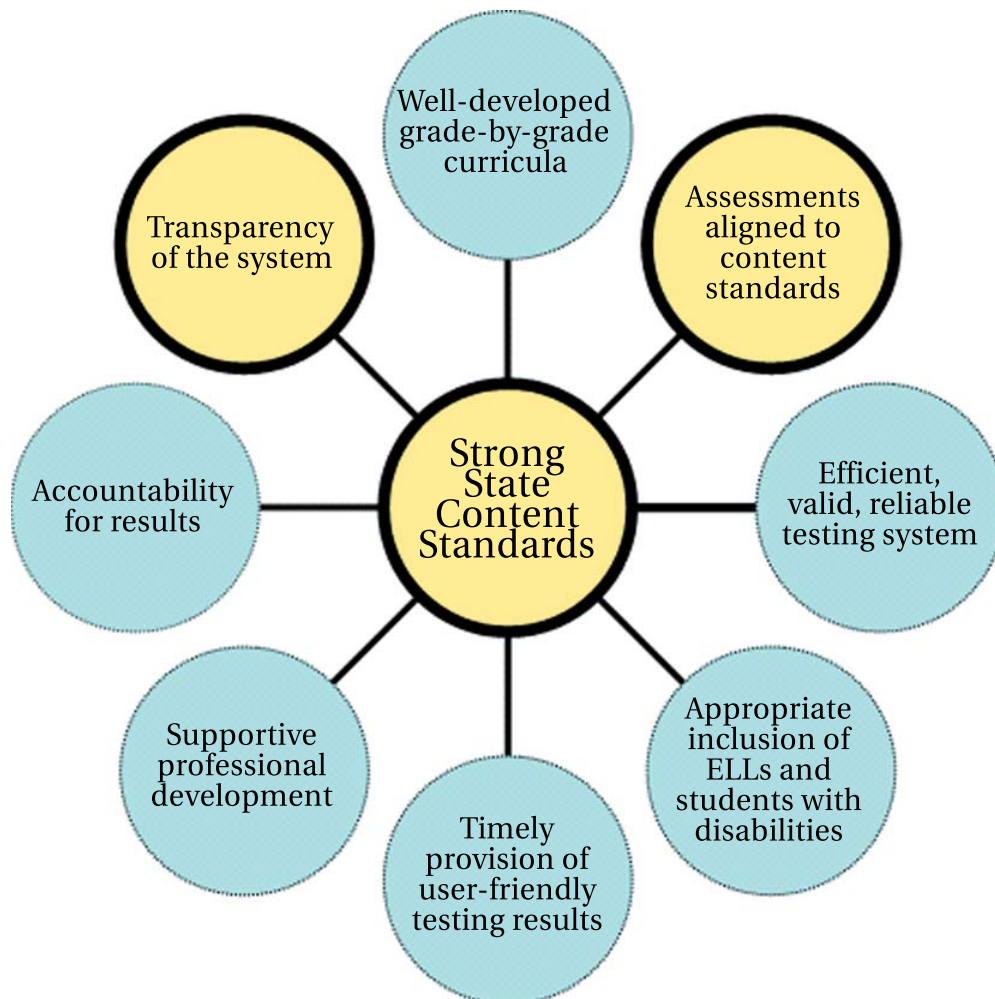 Well-developed
grade-by-grade
curricula
Transparency
of the system
Assessments
aligned to
content
standards
Accountability
for results
Strong
State
Content
Standards
Efficient,
valid, reliable
testing system
Supportive
professional
development
Appropriate
inclusion of
ELLs and
students with
disabilities
Timely
provision of
user-friendly
testing results